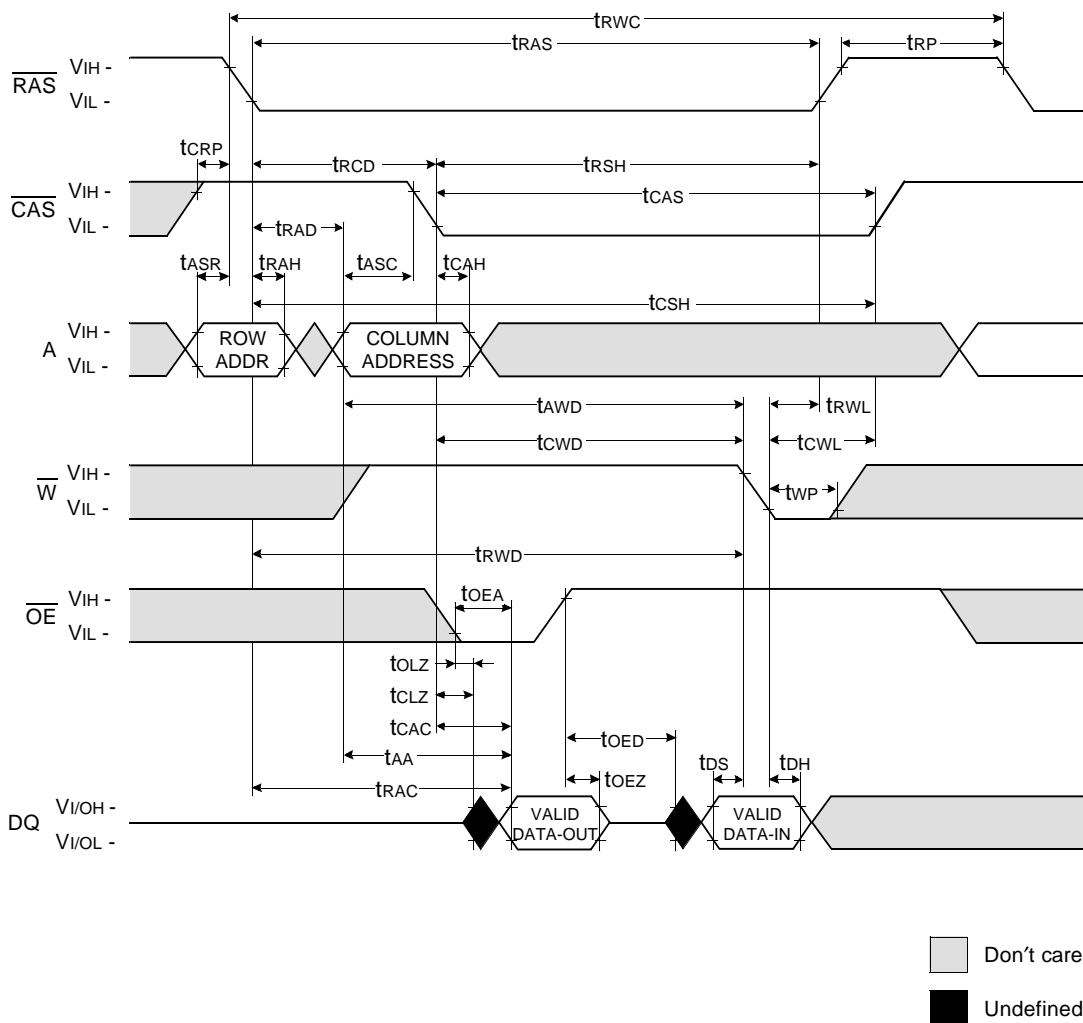 tRWC
tRAS
tRP
RAS
VIH -
VIL -
tCRP
tRCD
tRSH
CAS
VIH -
VIL -
tCAS
tRAD
tASR
tRAH
tASC
tCAH
tCSH
A
VIH -
VIL -
ROW
ADDR
COLUMN
ADDRESS
tAWD
tRWL
tCWD
tCWL
W
VIH -
VIL -
tWP
tRWD
OE
VIH -
VIL -
tOEA
tOLZ
tCLZ
tCAC
tOED
tAA
tOEZ
tDS
tDH
tRAC
DQ
VI/OH -
VI/OL -
VALID
DATA-OUT
VALID
DATA-IN
Don't care
Undefined